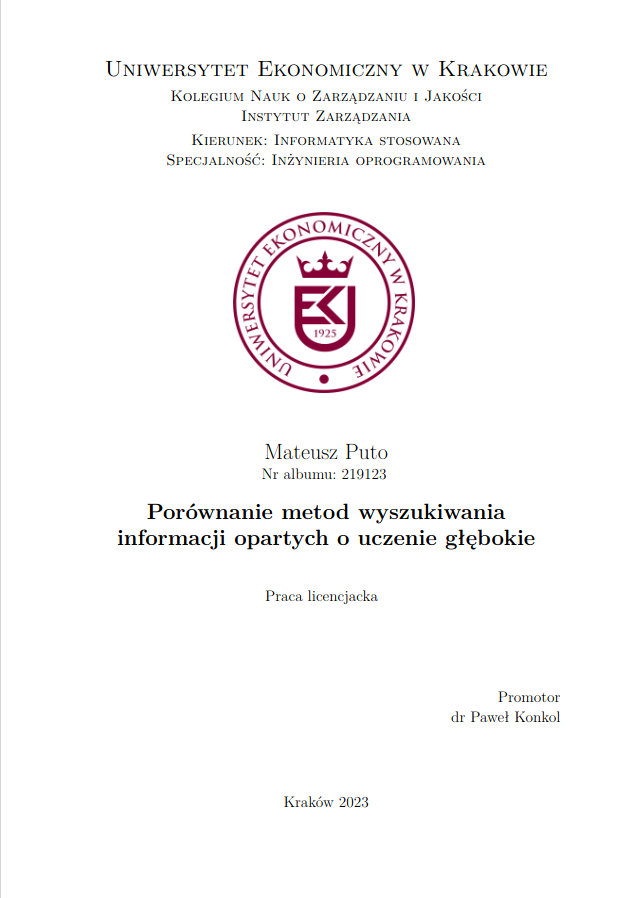 Uniwersytet Ekonomiczny w Krakowie
Kolegium Nauk o Zarządzaniu i Jakości
Instytut Zarządzania
Kierunek: Informatyka stosowana
Specjalność: Inżynieria oprogramowania
UNIWERSYTET EKONOMICZNY W KRAKOWIE
EK
1925
Mateusz Puto
Nr albumu: 219123
Porównanie metod wyszukiwania
informacji opartych o uczenie głębokie
Praca licencjacka
Promotor
dr Paweł Konkol
Kraków 2023